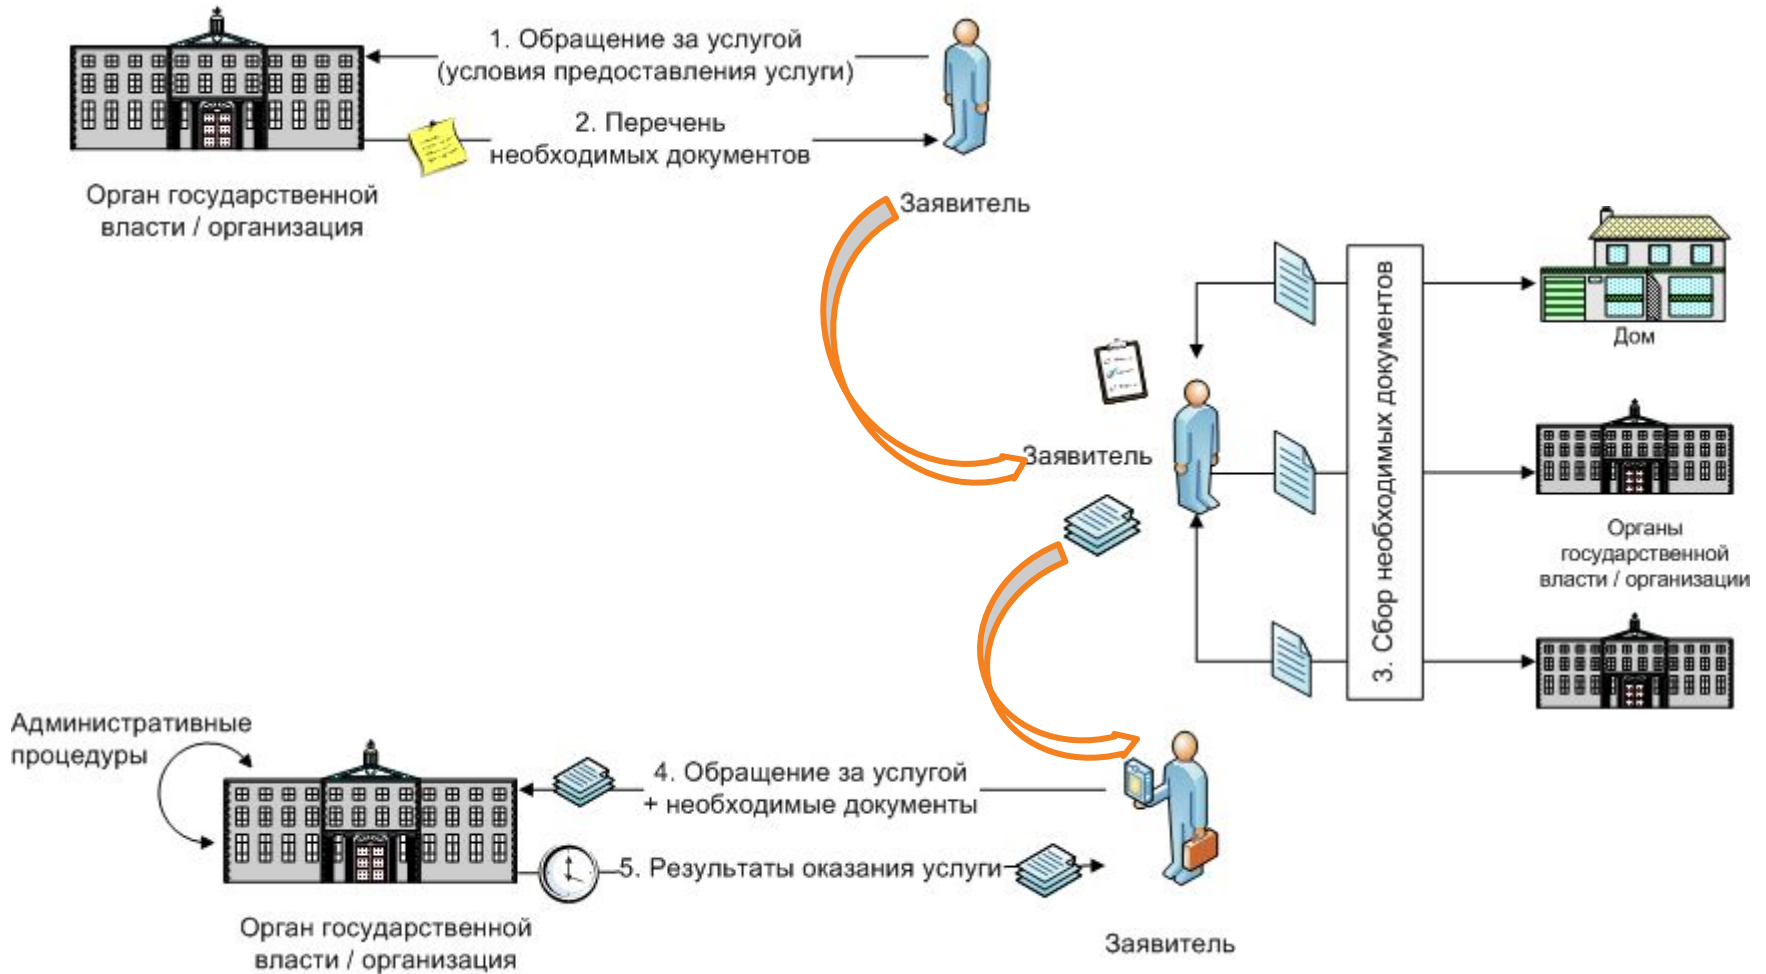 1. Обращение за услугой
(условия предоставления услуги)
2. Перечень
необходимых документов
Орган государственной
власти / организация
Заявитель
3. Сбор необходимых документов
Дом
Заявитель
Органы
государственной
власти / организации
Административные
процедуры
4. Обращение за услугой
+ необходимые документы
5. Результаты оказания услуги
Орган государственной
власти / организация
Заявитель